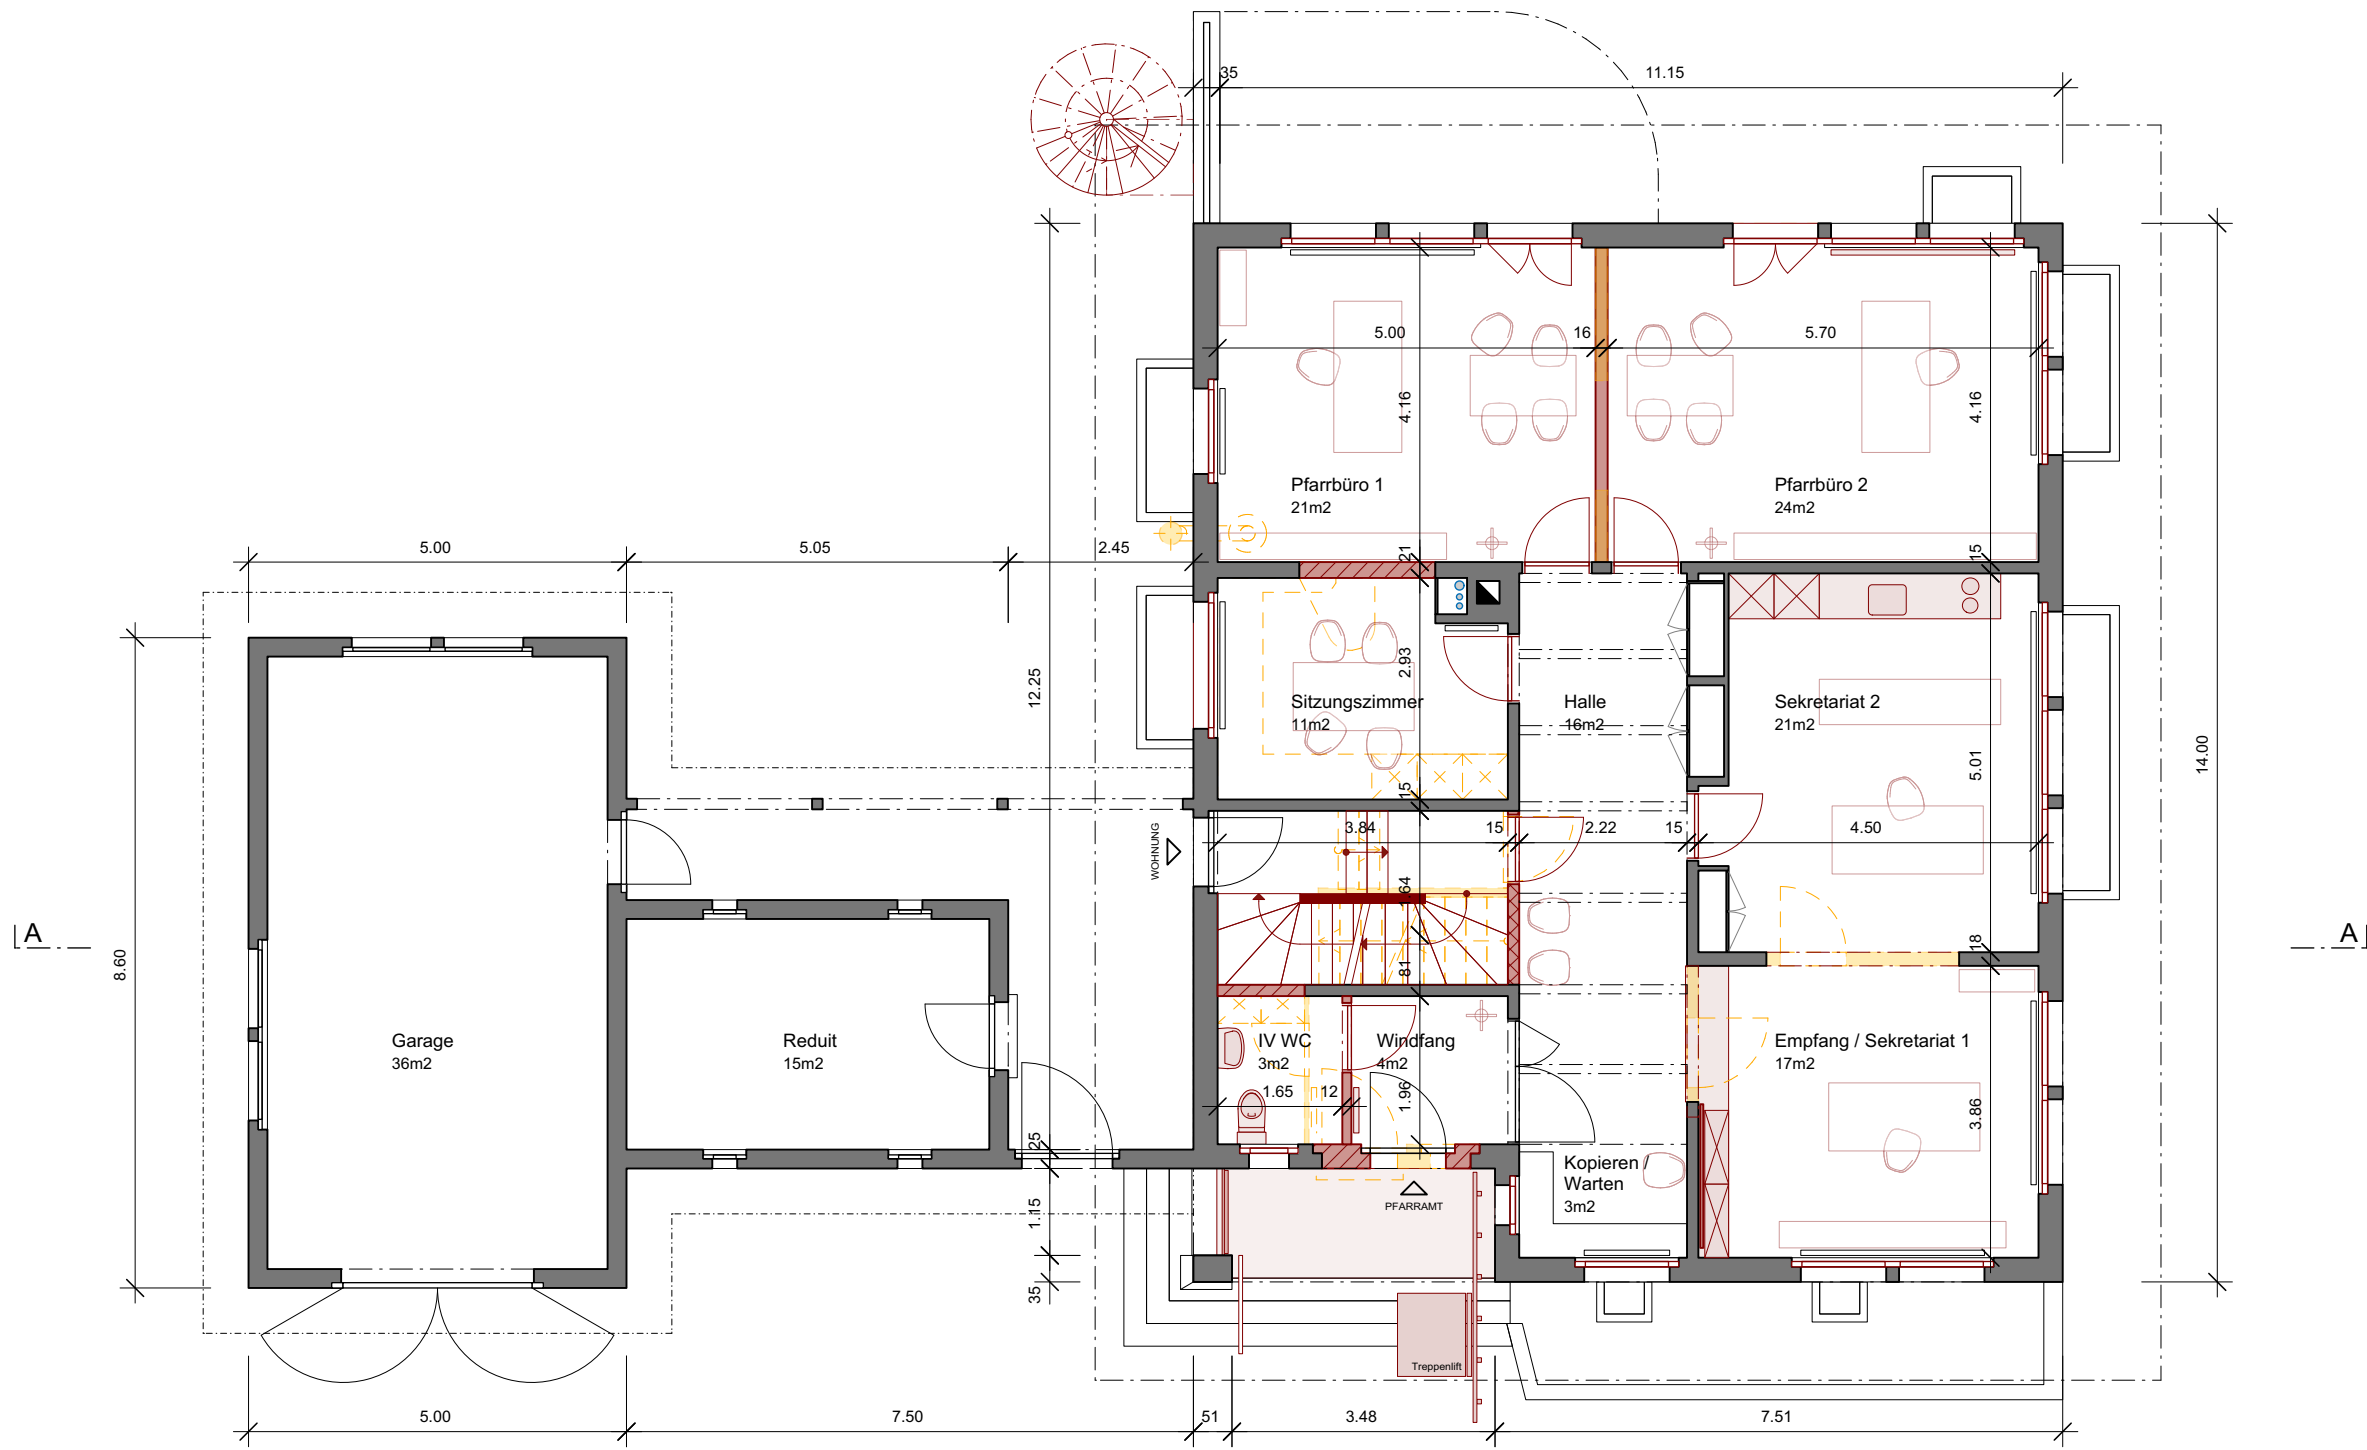 35
11.15
5.00
16
5.70
4.16
4.16
Pfarrbüro 1
21m2
Pfarrbüro 2
24m2
5.00
5.05
2.45
21
15
12.25
2.93
Sitzungszimmer
11m2
Halle
16m2
Sekretariat 2
21m2
14.00
5.01
15
WOHNUNG
3.84
15
2.22
15
4.50
A
A
8.60
18
81
Garage
36m2
Reduit
15m2
IV WC
3m2
Windfang
4m2
Empfang / Sekretariat 1
17m2
1.65
12
1.96
3.86
25
Kopieren /
Warten
3m2
PFARRAMT
1.15
35
Treppenlift
5.00
7.50
51
3.48
7.51